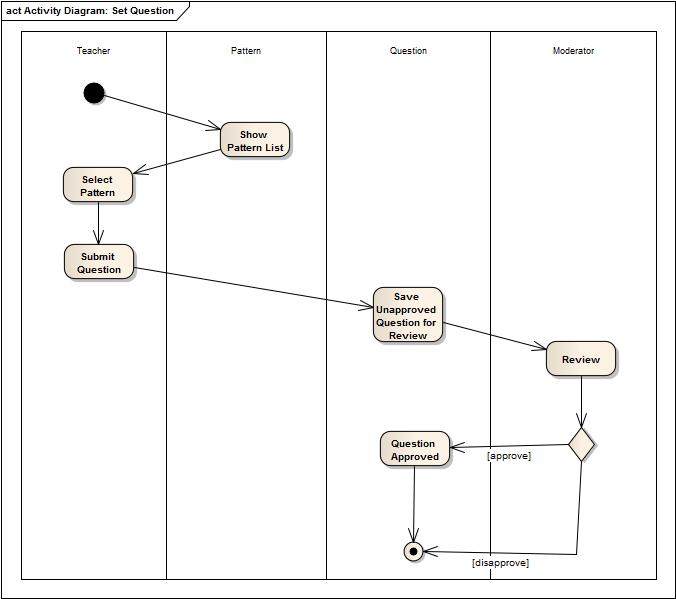 act Activity Diagram: Set Question
Teacher
Pattern
Question
Moderator
Show
Pattern List
Select
Pattern
Submit
Question
Save
Unapproved
Question for
Review
Review
Question
Approved
[approve]
[disapprove]